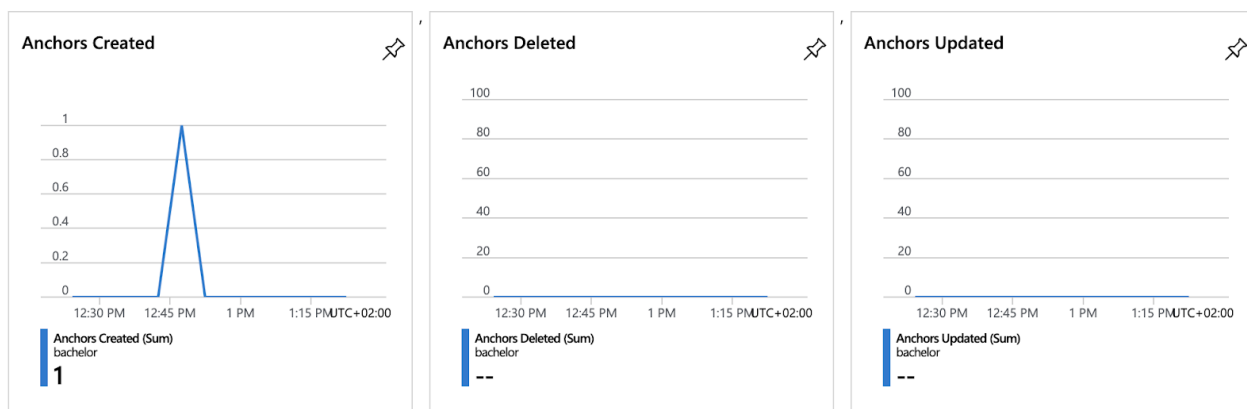 Anchors Created
1
0.8
0.6
0.4
0.2
0
12:30 PM 12:45 PM 1 PM 1:15 PM UTC+02:00
Anchors Created (Sum)
bachelor
1
,
Anchors Deleted
100
80
60
40
20
0
12:30 PM 12:45 PM 1 PM 1:15 PM UTC+02:00
Anchors Deleted (Sum)
bachelor
--
,
Anchors Updated
100
80
60
40
20
0
12:30 PM 12:45 PM 1 PM 1:15 PM UTC+02:00
Anchors Updated (Sum)
bachelor
--